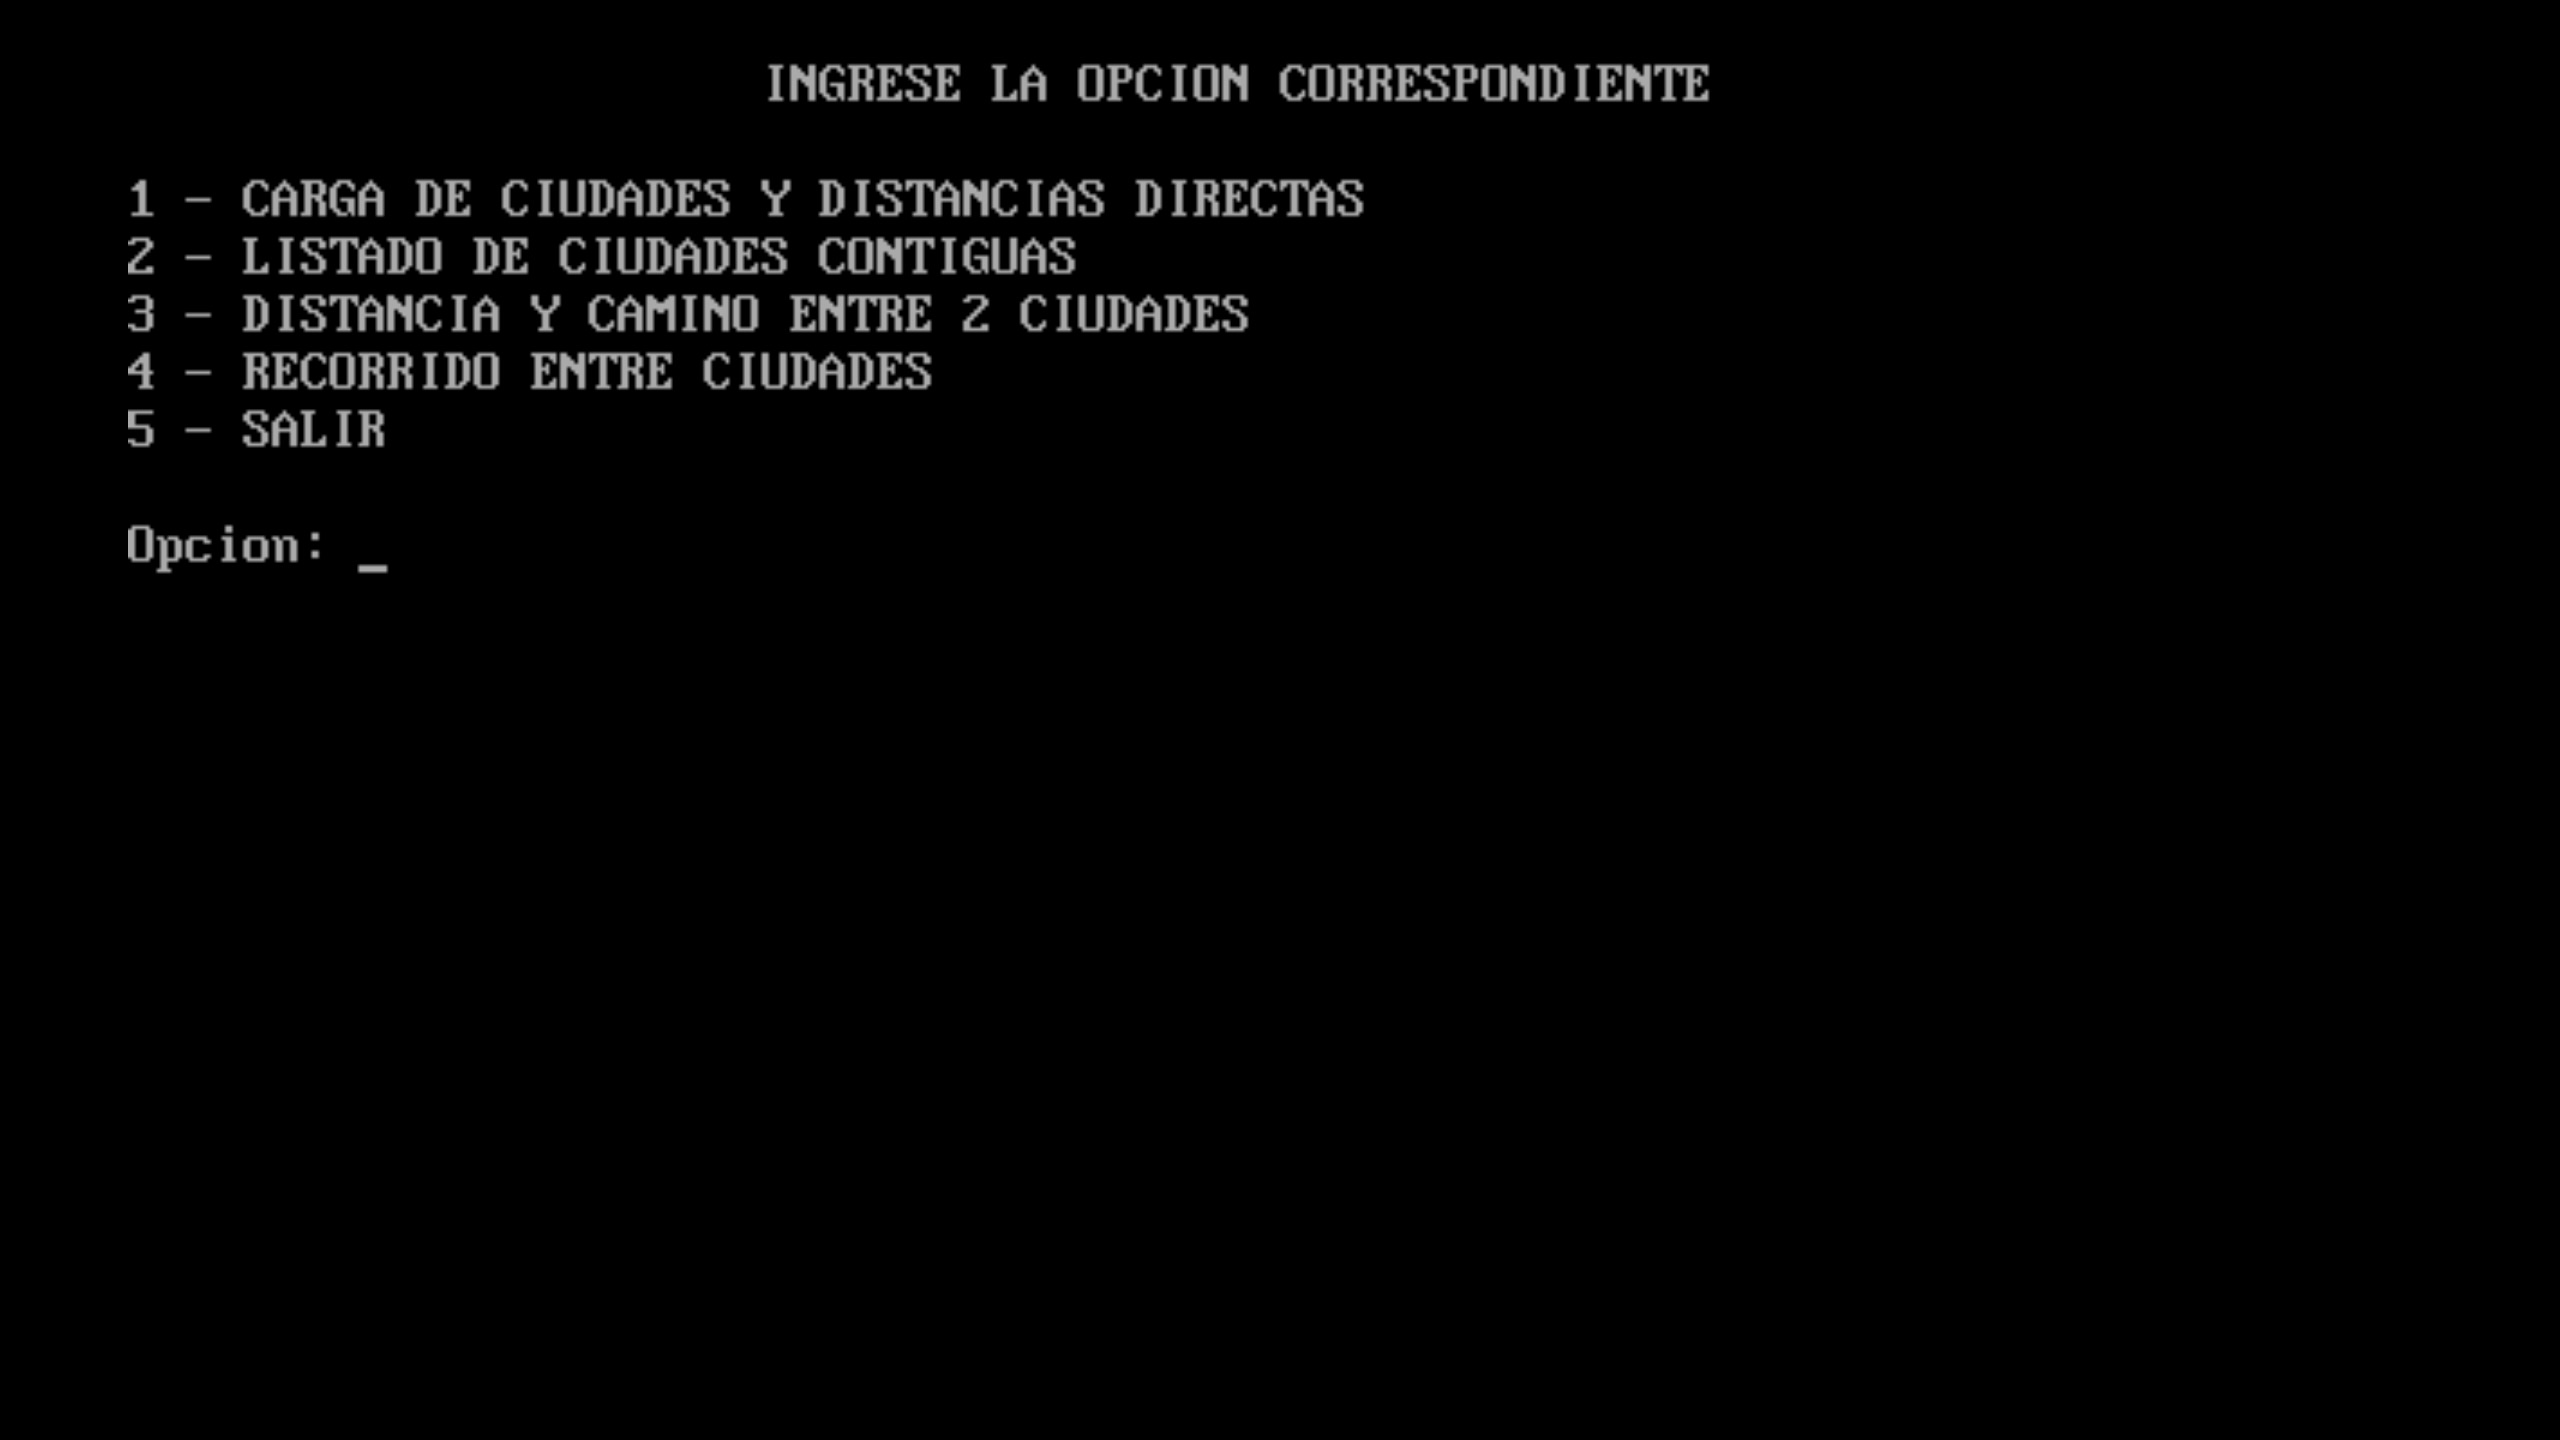 INGRESE LA OPCION CORRESPONDIENTE
1 - CARGA DE CIUDADES Y DISTANCIAS DIRECTAS
2 - LISTADO DE CIUDADES CONTIGUAS
3 - DISTANCIA Y CAMINO ENTRE 2 CIUDADES
4 - RECORRIDO ENTRE CIUDADES
5 - SALIR
Opcion: _